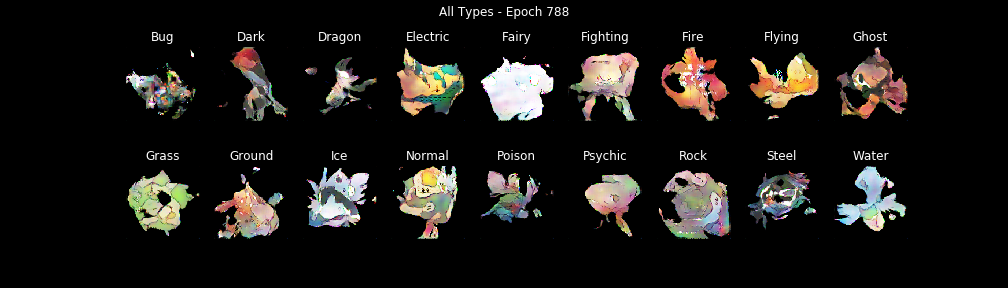 All Types - Epoch 788
Bug Dark Dragon Electric Fairy Fighting Fire Flying Ghost
Grass Ground Ice Normal Poison Psychic Rock Steel Water